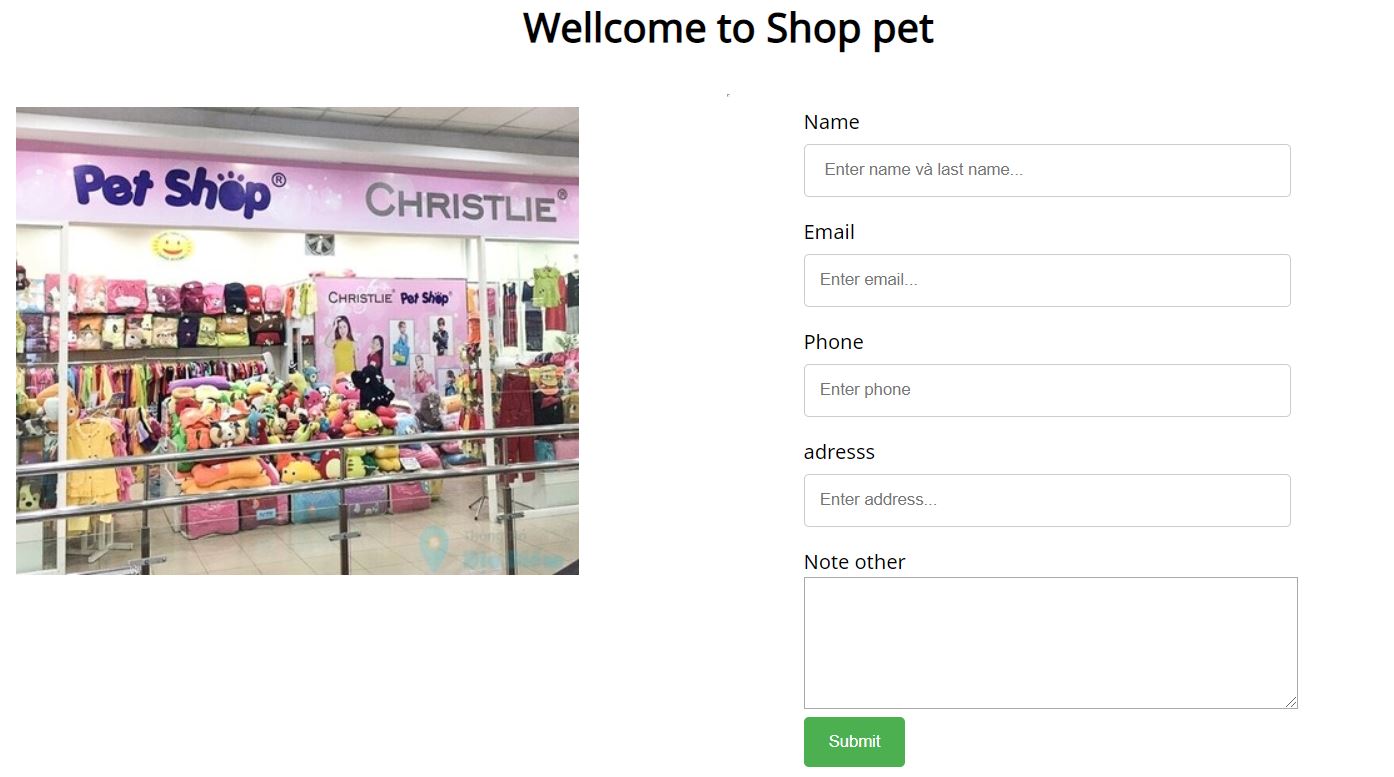 Wellcome to Shop pet
Pet Shop®
CHRISTLIE®
CHRISTLIE® Pet Shop®
Name
Enter name và last name...
Email
Enter email...
Phone
Enter phone
adresss
Enter address...
Note other
Submit